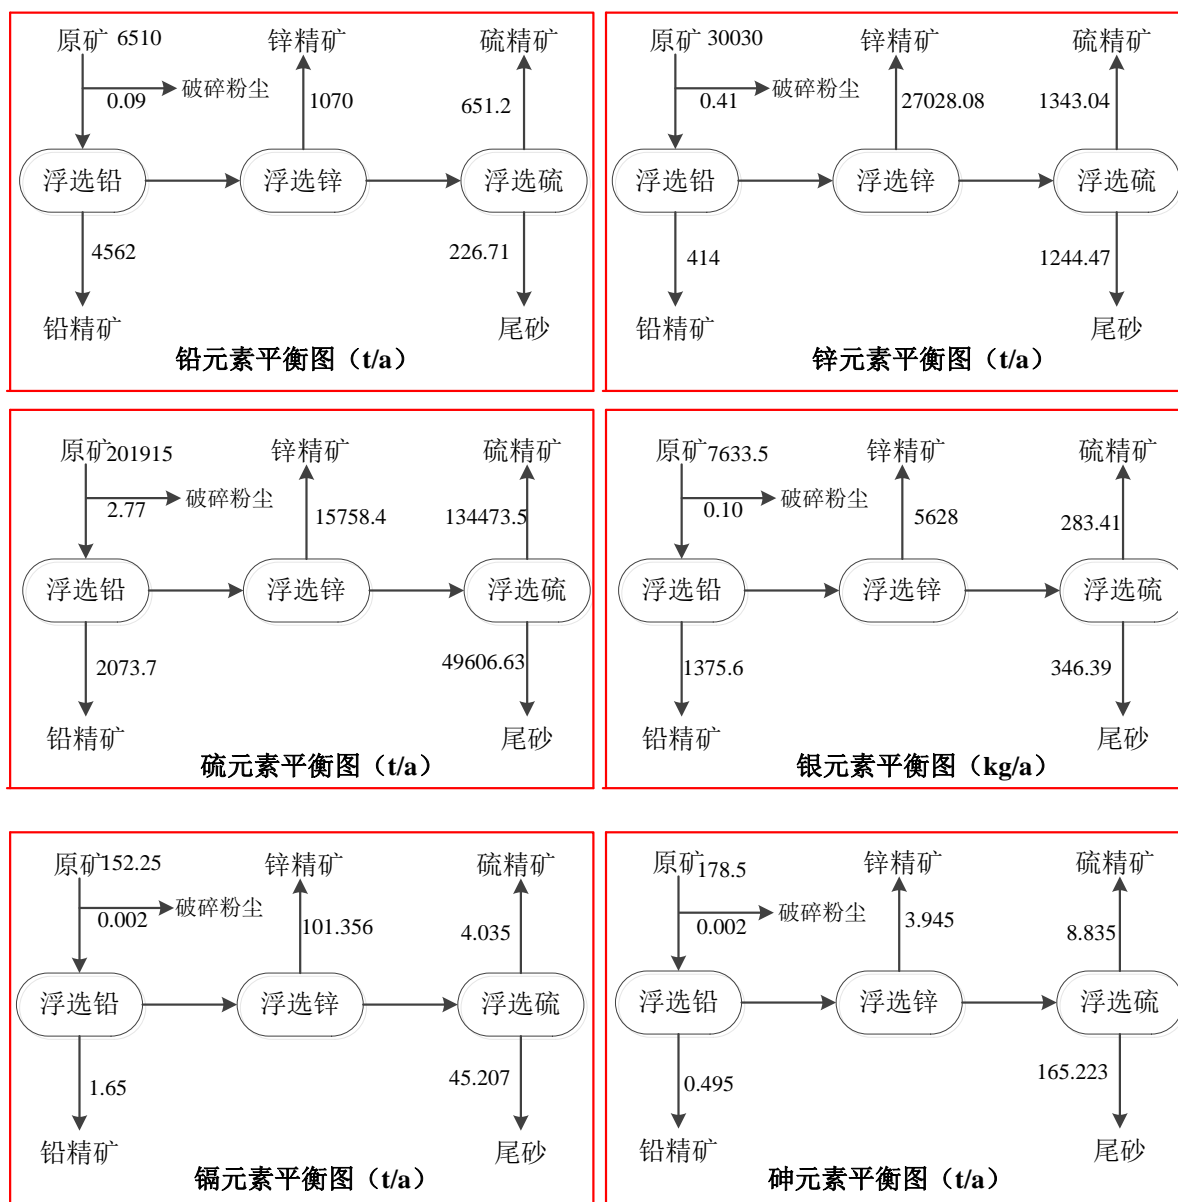 原矿 6510
锌精矿
硫精矿
0.09
破碎粉尘
1070
651.2
浮选铅
浮选锌
浮选硫
4562
226.71
铅精矿
尾砂
铅元素平衡图（t/a）
原矿 30030
锌精矿
硫精矿
0.41
破碎粉尘
27028.08
1343.04
浮选铅
浮选锌
浮选硫
414
1244.47
铅精矿
尾砂
锌元素平衡图（t/a）
原矿201915
锌精矿
硫精矿
2.77
破碎粉尘
15758.4
134473.5
浮选铅
浮选锌
浮选硫
2073.7
49606.63
铅精矿
尾砂
硫元素平衡图（t/a）
原矿7633.5
锌精矿
硫精矿
0.10
破碎粉尘
5628
283.41
浮选铅
浮选锌
浮选硫
1375.6
346.39
铅精矿
尾砂
银元素平衡图（kg/a）
原矿152.25
锌精矿
硫精矿
0.002
破碎粉尘
101.356
4.035
浮选铅
浮选锌
浮选硫
1.65
45.207
铅精矿
尾砂
镉元素平衡图（t/a）
原矿178.5
锌精矿
硫精矿
0.002
破碎粉尘
3.945
8.835
浮选铅
浮选锌
浮选硫
0.495
165.223
铅精矿
尾砂
砷元素平衡图（t/a）